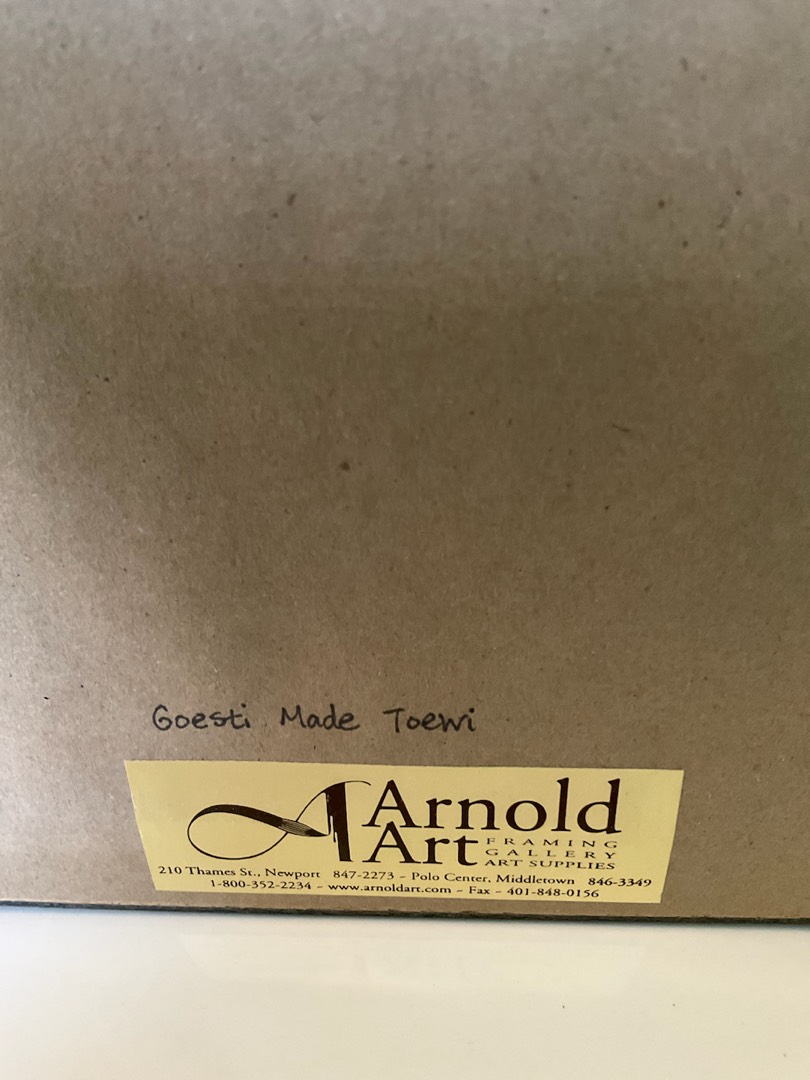 Goesti Made Toewi
Arnold
Art
FRAMING
GALLERY
ART SUPPLIES
210 Thames St., Newport 847-2273 - Polo Center, Middletown 846-3349
1-800-352-2234 - www.arnoldart.com - Fax - 401-848-0156